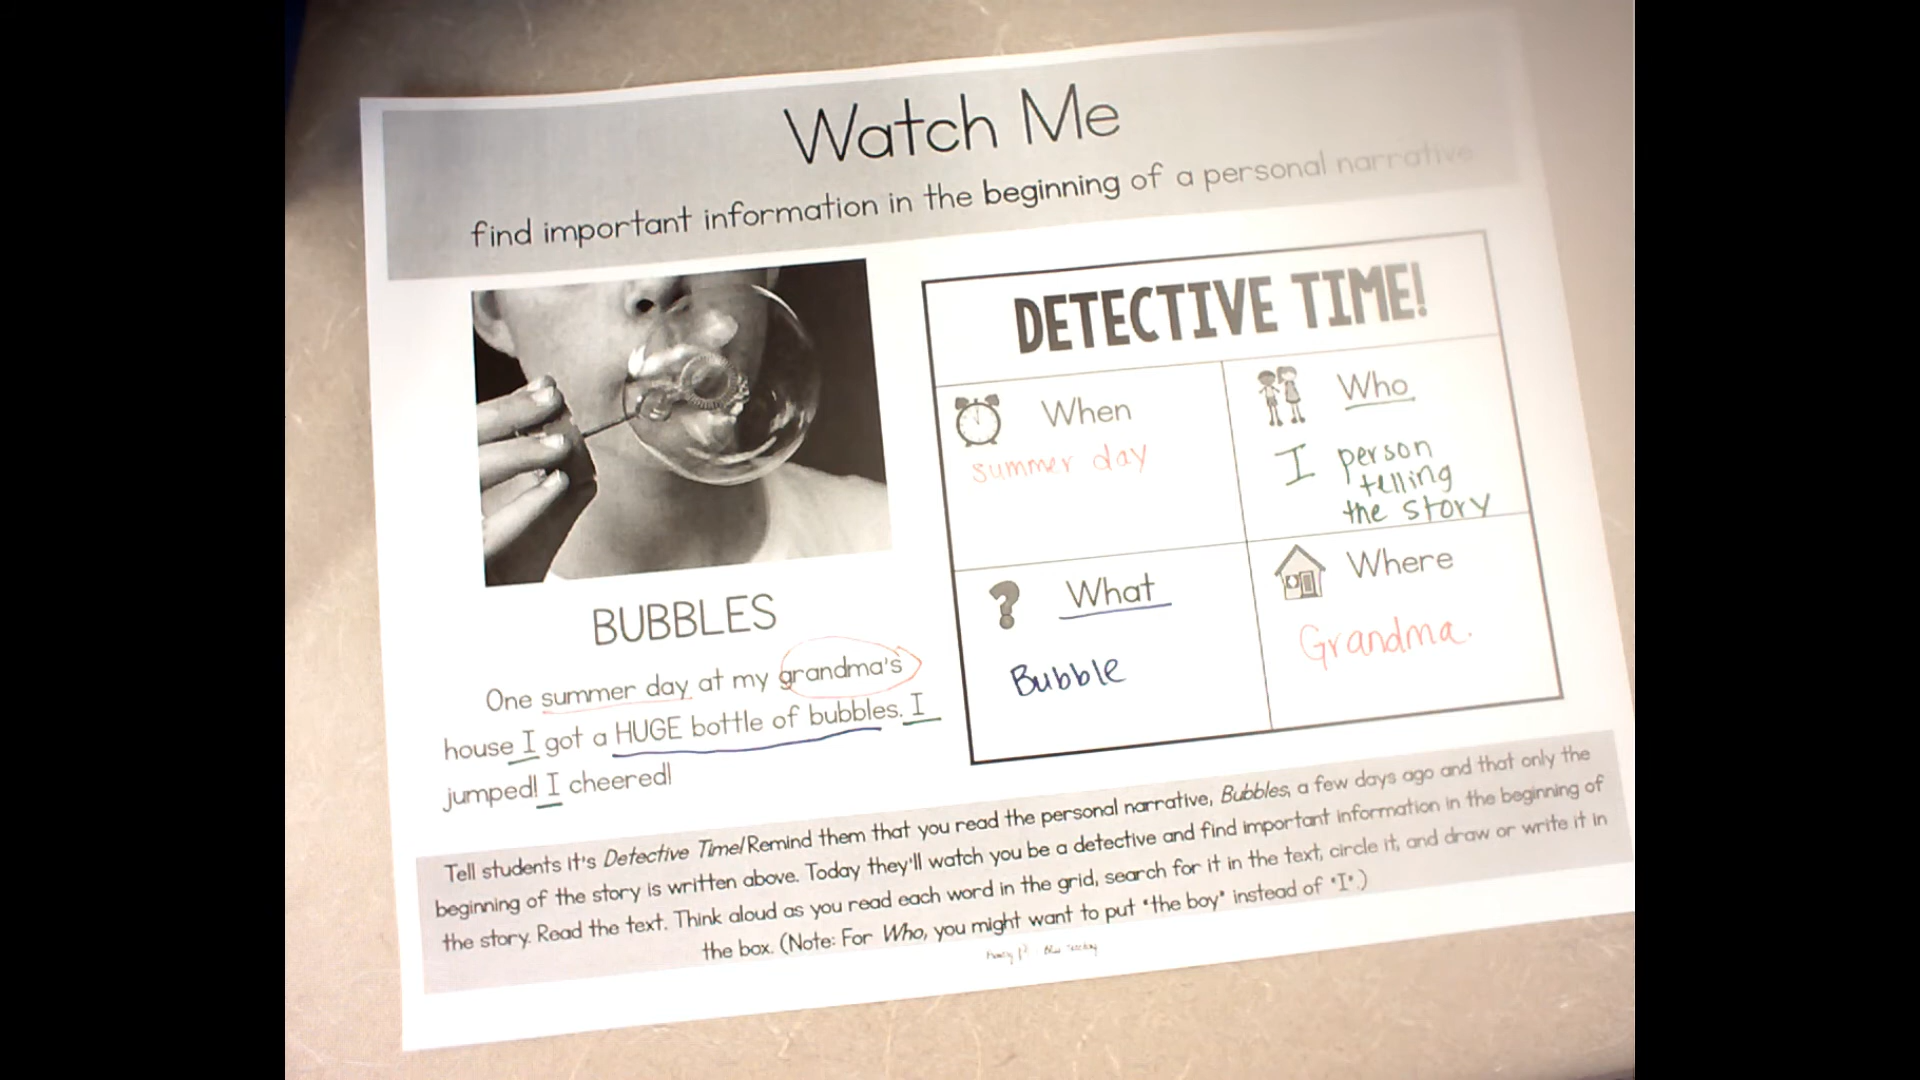 Watch Me
find important information in the beginning of a personal narrative
DETECTIVE TIME!
When
summer day
Who
I person
telling
the story
What
Bubble
Where
Grandma.
BUBBLES
One summer day at my grandma's
house I got a HUGE bottle of bubbles. I
jumped! I cheered!
Tell students it's Detective Time! Remind them that you read the personal narrative, Bubbles, a few days ago and that only the
beginning of the story is written above. Today they'll watch you be a detective and find important information in the beginning of
the story. Read the text. Think aloud as you read each word in the grid, search for it in the text, circle it, and draw or write it in
the box. (Note: For Who, you might want to put "the boy" instead of "I".)